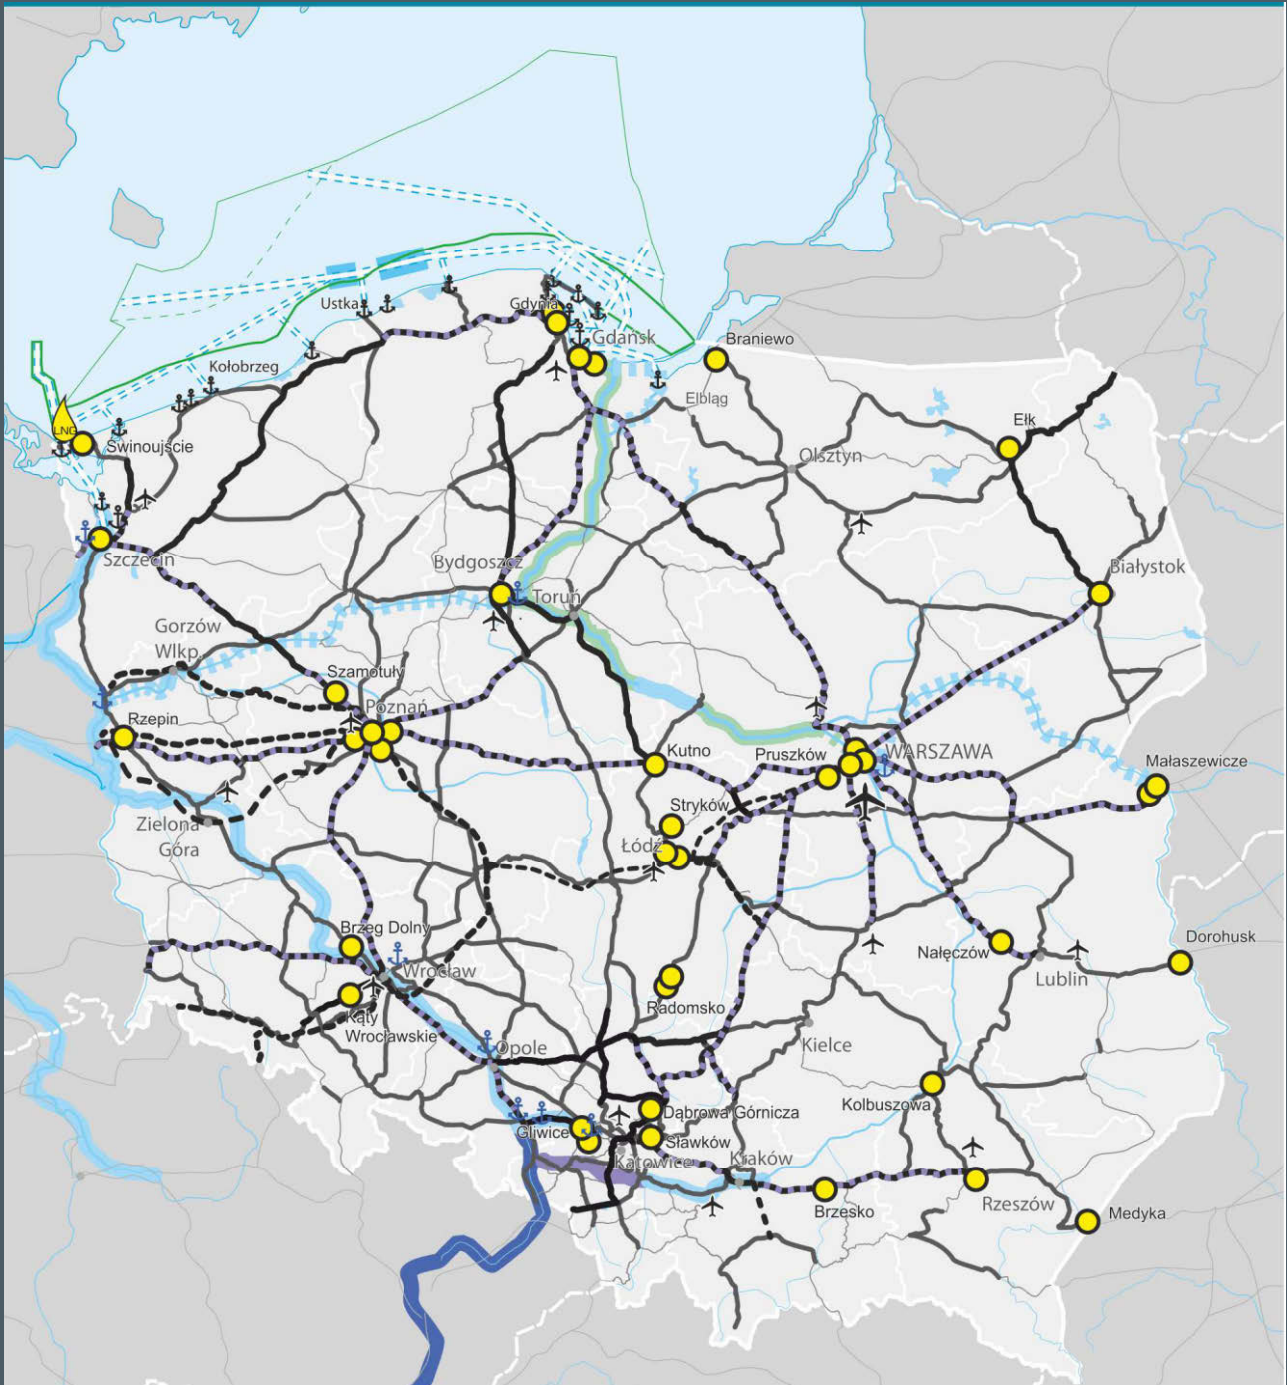 Ustka
Gdynia
Gdańsk
Braniewo
Kołobrzeg
Elbląg
LNG
Ełk
Świnoujście
Olsztyn
Szczecin
Bydgoszcz
Białystok
Toruń
Gorzów
Wlkp.
Szamotuły
Poznań
Rzepin
Kutno
Pruszków
WARSZAWA
Małaszewicze
Stryków
Zielona
Góra
Łódź
Brzeg Dolny
Dorohusk
Nałęczów
Wrocław
Lublin
Radomsko
Kąty
Wrocławskie
Opole
Kielce
Kolbuszowa
Dąbrowa Górnicza
Gliwice
Sławków
Katowice
Kraków
Rzeszów
Brzesko
Medyka